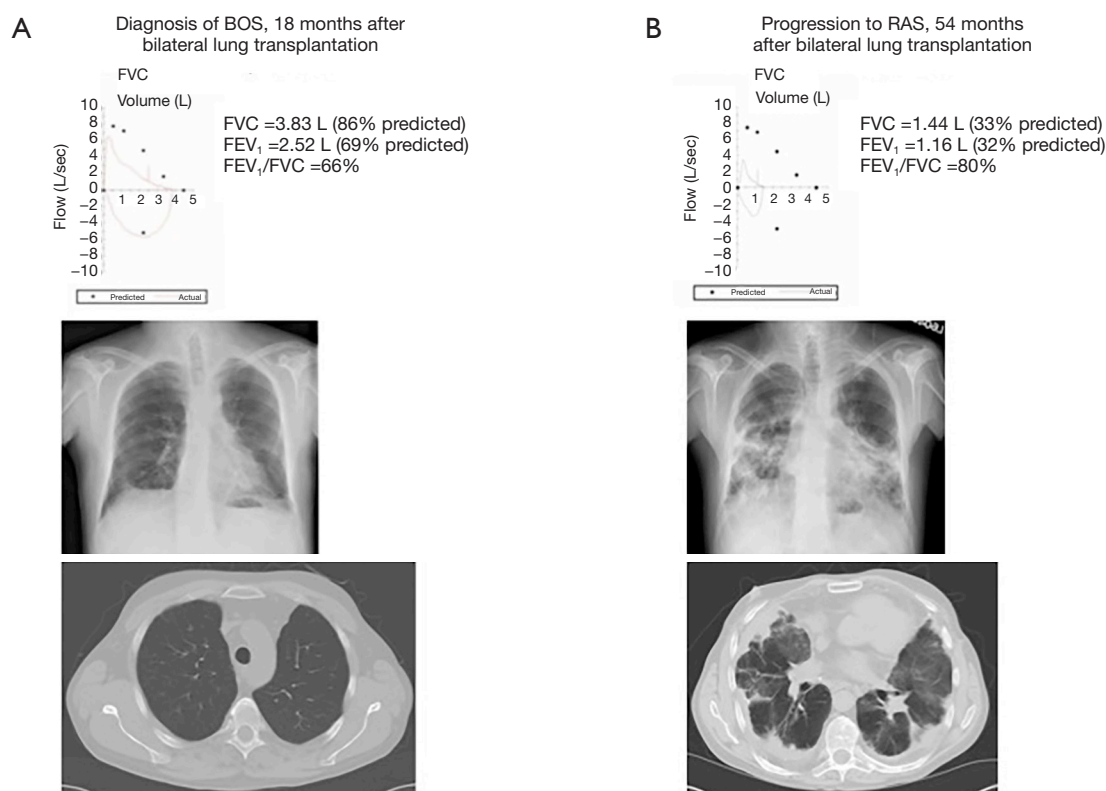 A
Diagnosis of BOS, 18 months after
bilateral lung transplantation
FVC
Volume (L)
Flow (L/sec)
10
8
6
4
2
0
−2
−4
−6
−8
−10
1 2 3 4 5
Predicted Actual
FVC =3.83 L (86% predicted)
FEV1 =2.52 L (69% predicted)
FEV1/FVC =66%
B
Progression to RAS, 54 months
after bilateral lung transplantation
FVC
Volume (L)
Flow (L/sec)
10
8
6
4
2
0
−2
−4
−6
−8
−10
1 2 3 4 5
Predicted Actual
FVC =1.44 L (33% predicted)
FEV1 =1.16 L (32% predicted)
FEV1/FVC =80%